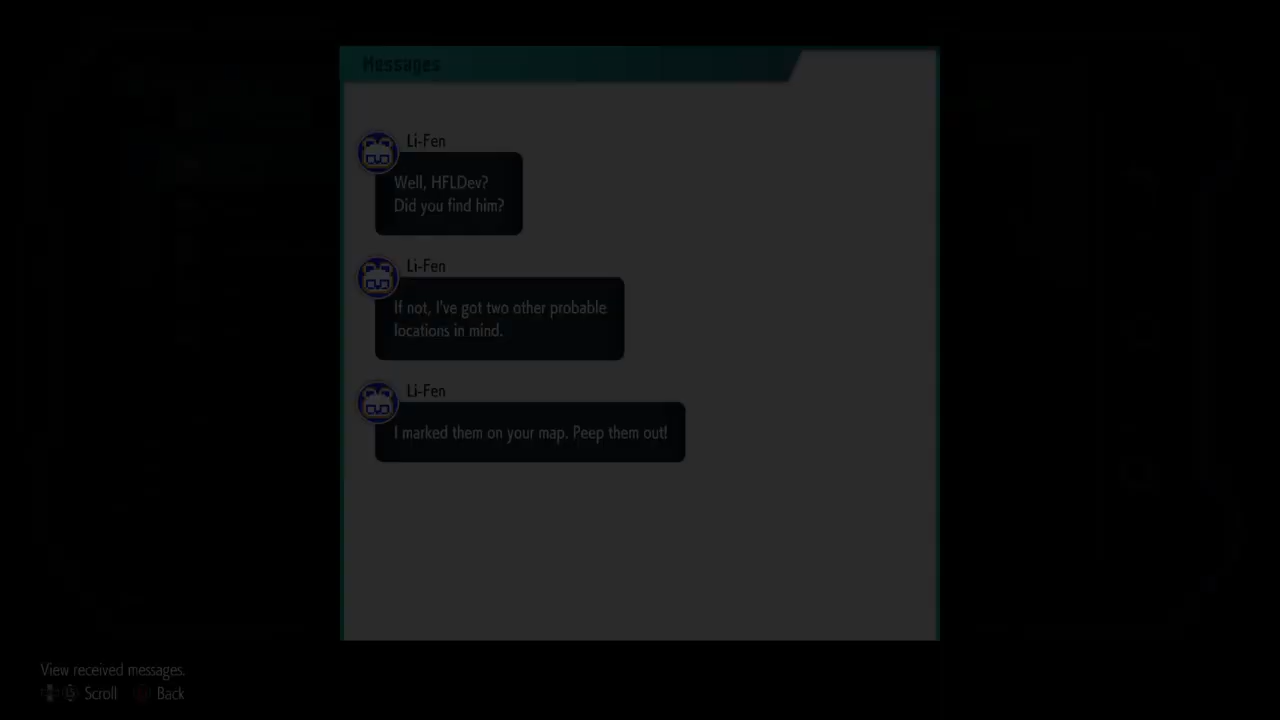 Messages
Li-Fen
Well, HFLDev?
Did you find him?
Li-Fen
If not, I've got two other probable
locations in mind.
Li-Fen
I marked them on your map. Peep them out!
View received messages.
Scroll Back